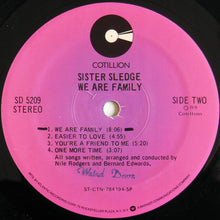 COTILLION
SISTER SLEDGE
WE ARE FAMILY
SD 5209
STEREO
SIDE TWO
Cotillion
1. WE ARE FAMILY (8:06)
2. EASIER TO LOVE (4:55)
3. YOU'RE A FRIEND TO ME (5:20)
4. ONE MORE TIME (3:07)
All songs written, arranged and conducted by
Nile Rodgers and Bernard Edwards.
ST-CTN-784194-SP